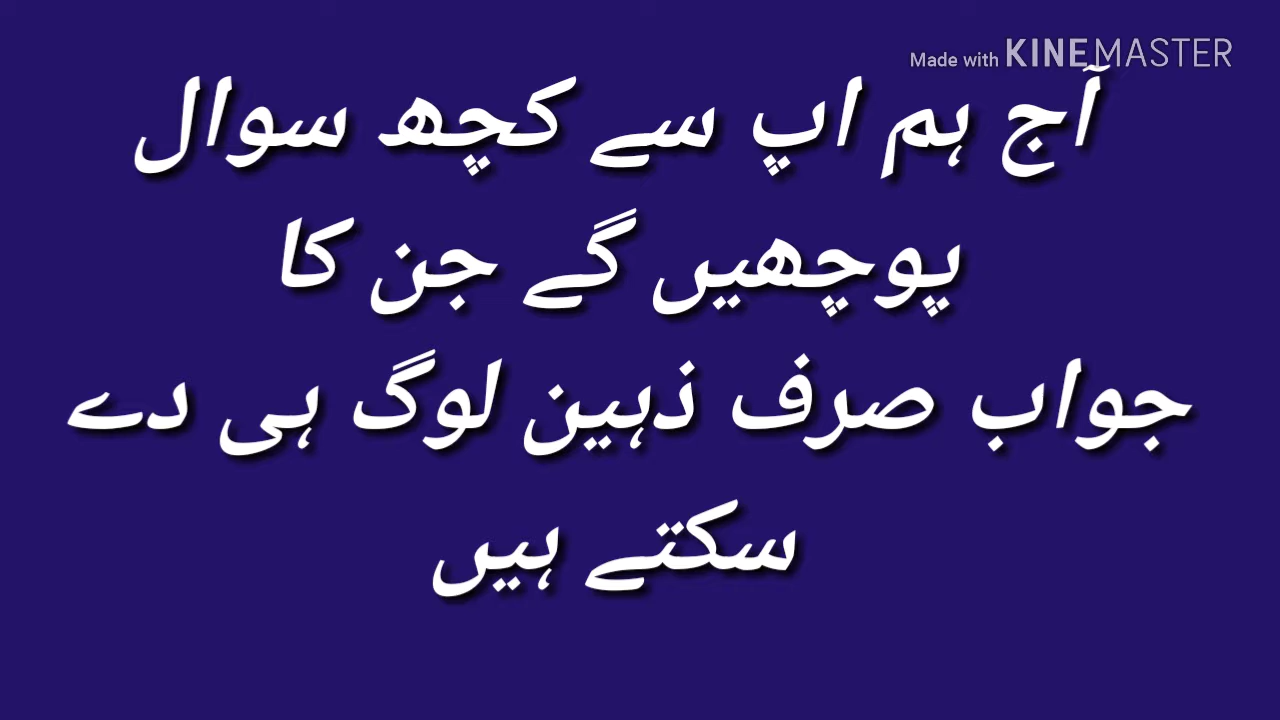 Made with KINEMASTER
آج ہم اپ سے کچھ سوال
پوچھیں گے جن کا
جواب صرف ذہین لوگ ہی دے
سکتے ہیں